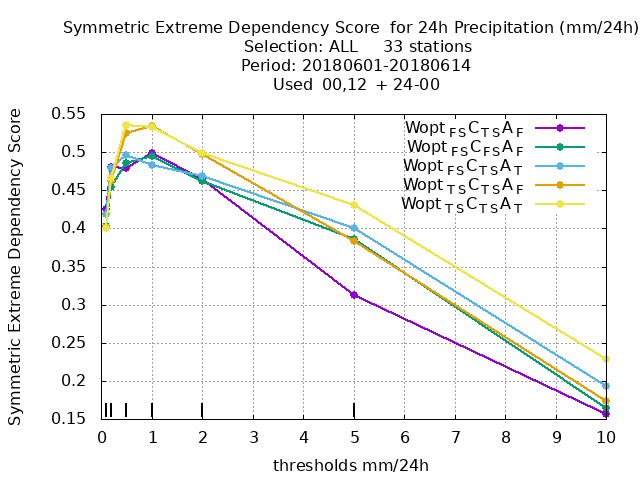 Symmetric Extreme Dependency Score for 24h Precipitation (mm/24h)
Selection: ALL 33 stations
Period: 20180601-20180614
Used 00,12 + 24-00
Symmetric Extreme Dependency Score
0.55
0.5
0.45
0.4
0.35
0.3
0.25
0.2
0.15
Wopt FS C TS A F
Wopt FS C FS A F
Wopt FS C TS A T
Wopt TS C TS A F
Wopt TS C TS A T
0 1 2 3 4 5 6 7 8 9 10
thresholds mm/24h